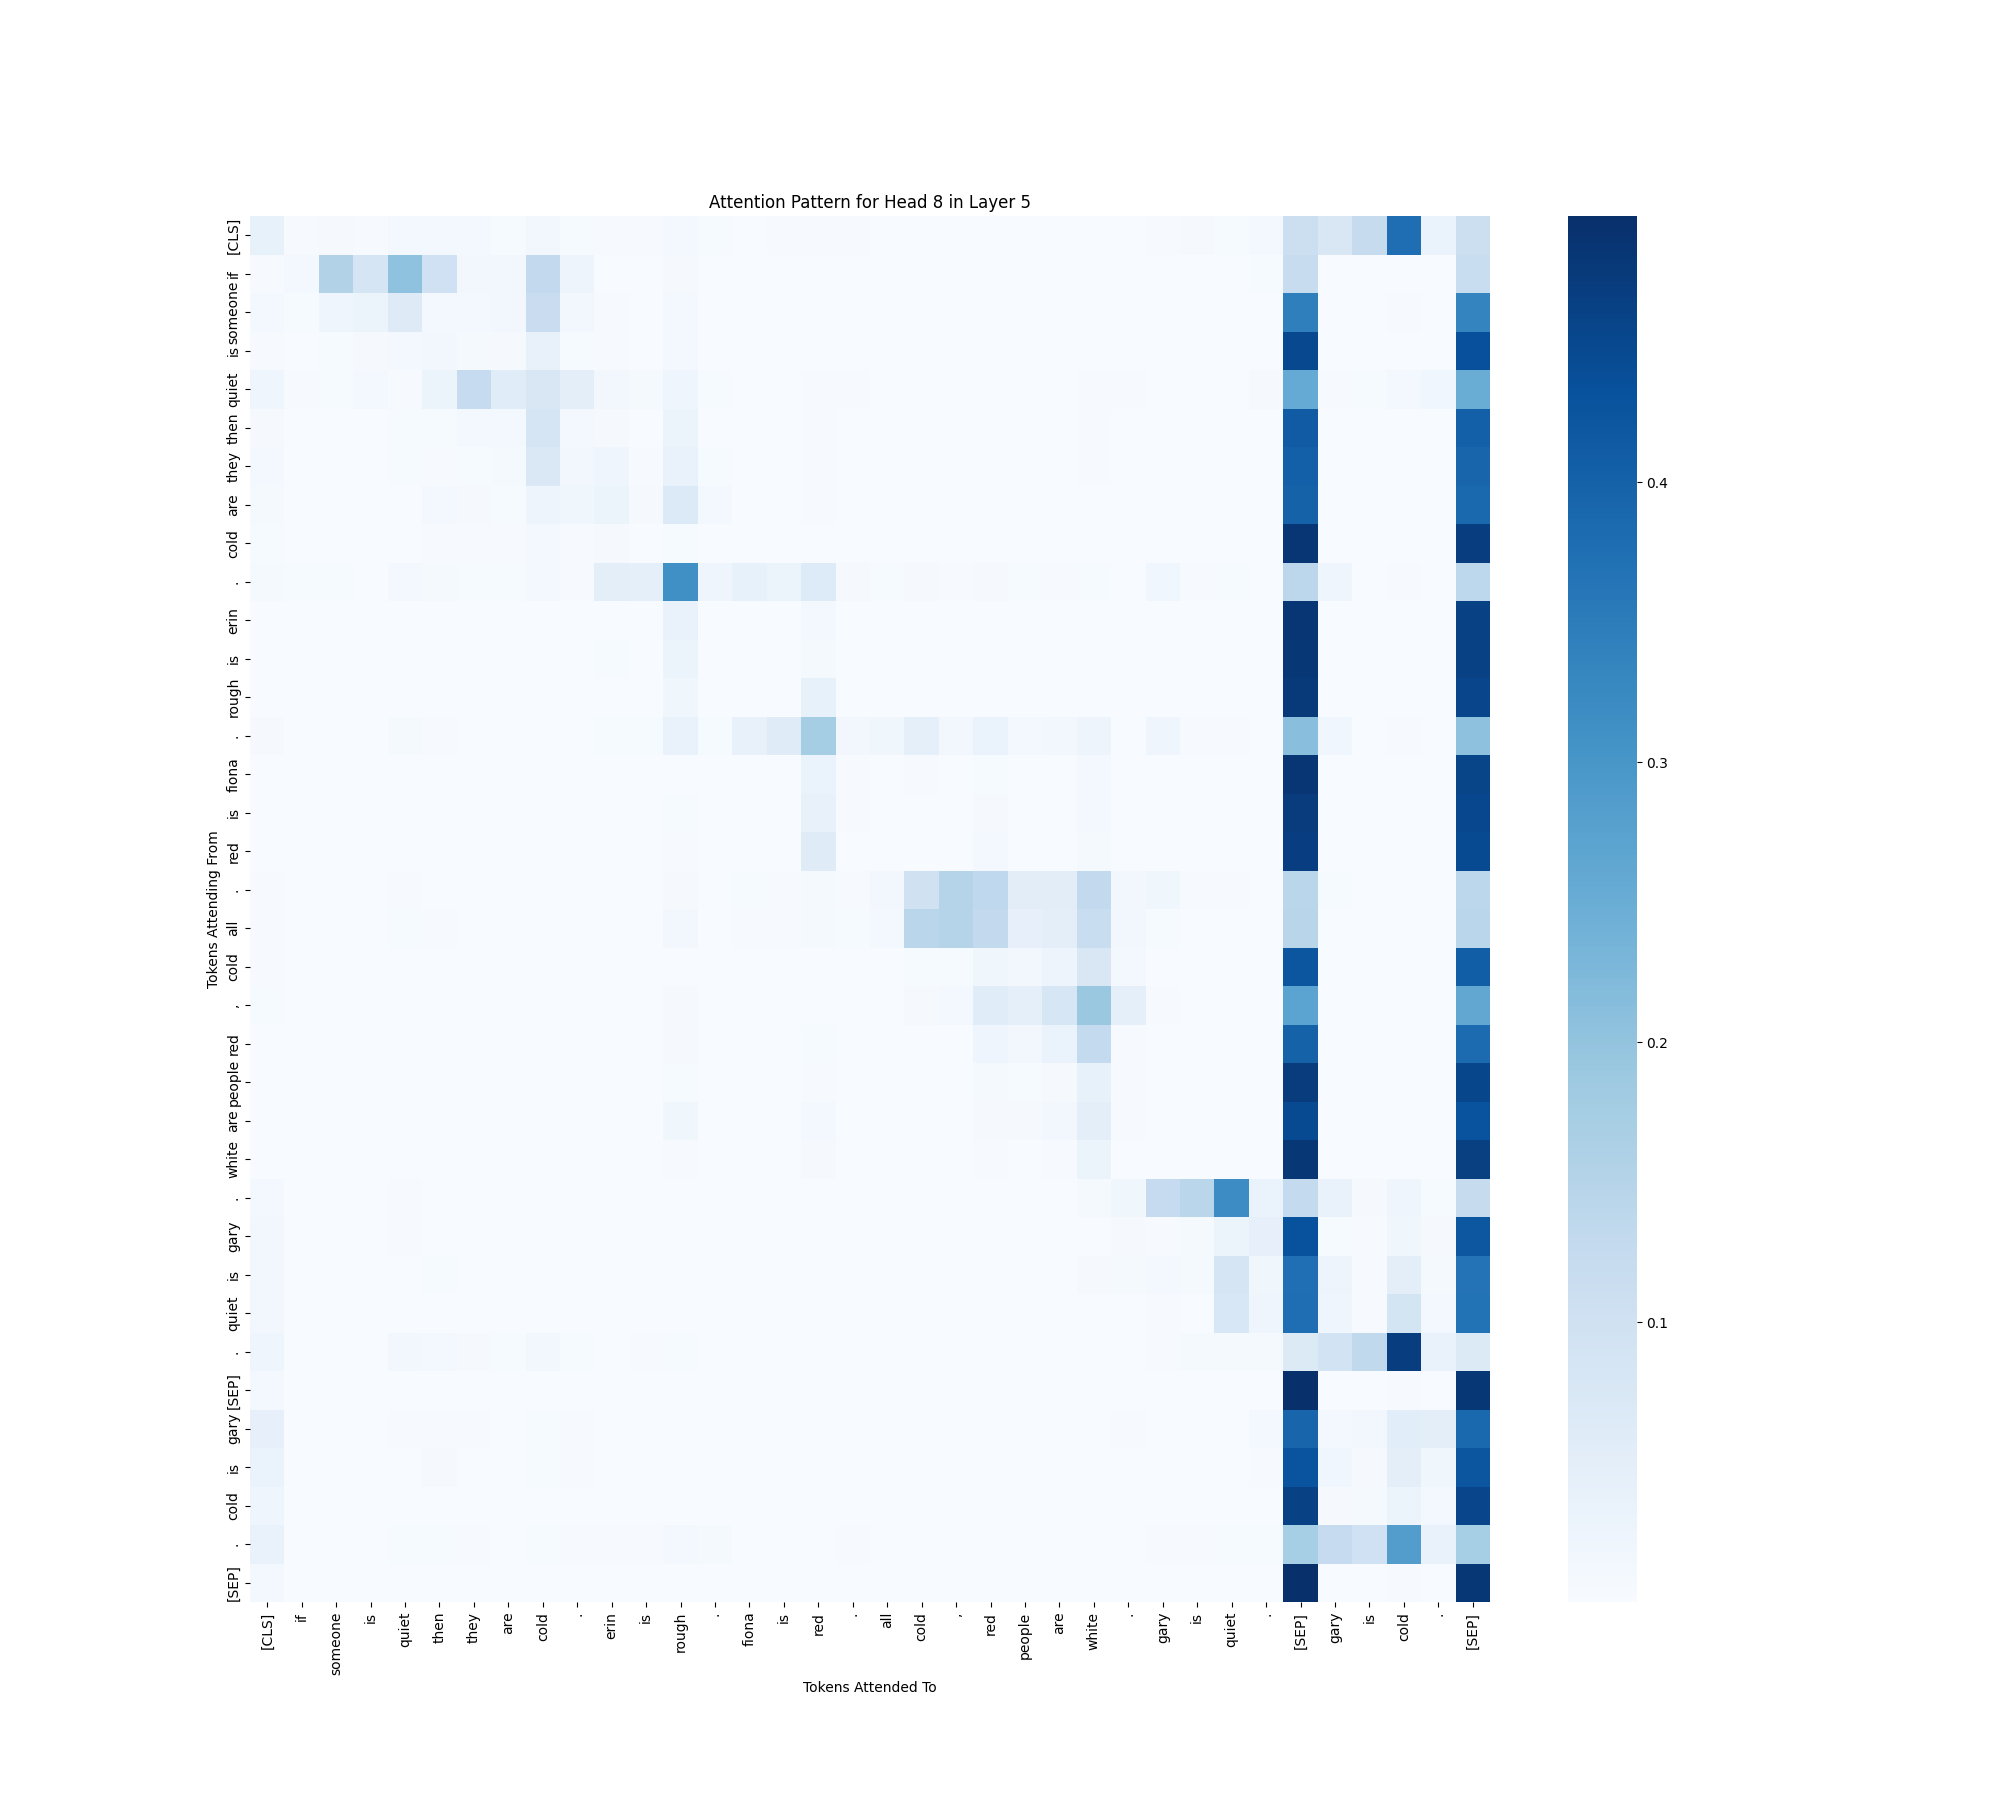 Attention Pattern for Head 8 in Layer 5
Tokens Attending From
[CLS]
if
someone
is
quiet
then
they
are
cold
.
erin
is
rough
.
fiona
is
red
.
all
cold
,
red
people
are
white
.
gary
is
quiet
.
[SEP]
gary
is
cold
.
[SEP]
[CLS]
if
someone
is
quiet
then
they
are
cold
.
erin
is
rough
.
fiona
is
red
.
all
cold
,
red
people
are
white
.
gary
is
quiet
.
[SEP]
gary
is
cold
.
[SEP]
Tokens Attended To
0.4
0.3
0.2
0.1